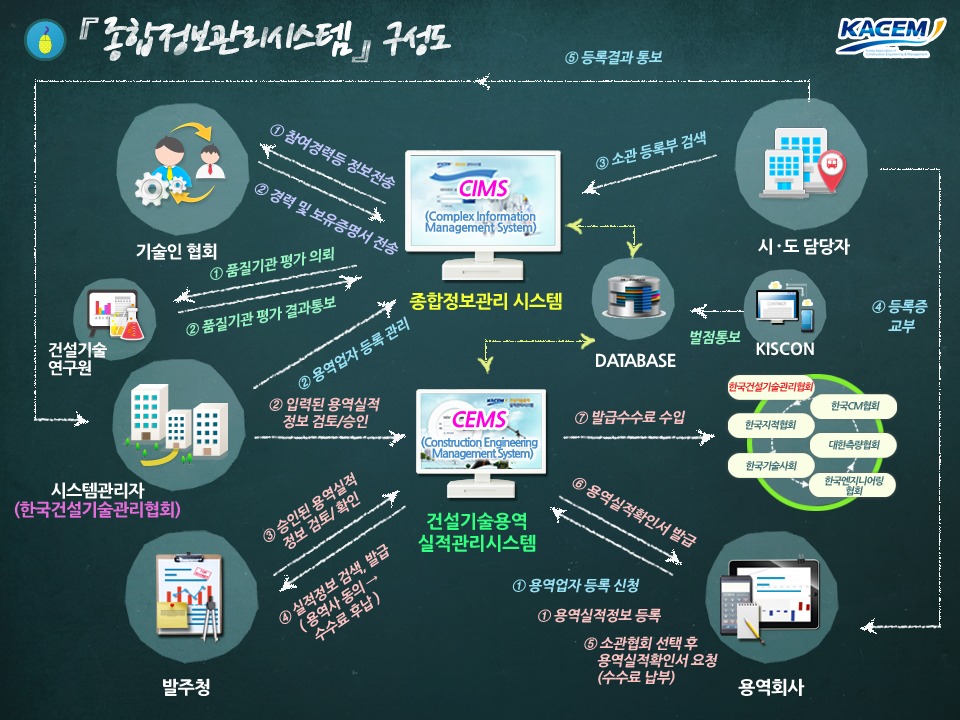 『종합정보관리시스템』 구성도
KACEM
⑤ 등록결과 통보
① 참여경력등 정보전송
② 경력 및 보유증명서 전송
③ 소관 등록부 검색
CIMS
(Complex Information
Management System)
종합정보관리 시스템
기술인 협회
시·도 담당자
① 품질기관 평가 의뢰
② 품질기관 평가 결과통보
건설기술
연구원
② 용역업자 등록 관리
DATABASE
벌점통보
KISCON
④ 등록증
교부
② 입력된 용역실적
정보 검토/승인
KACEM 건설기술용역
실적관리시스템
CEMS
(Construction Engineering
Management System)
건설기술용역
실적관리시스템
⑦ 발급수수료 수입
한국건설기술관리협회
한국CM협회
한국지적협회
대한측량협회
한국기술사회
한국엔지니어링
협회
시스템관리자
(한국건설기술관리협회)
③ 승인된 용역실적
정보 검토/확인
④ 실적정보 검색, 발급
( 용역사 동의 →
수수료 후납 )
⑥ 용역실적확인서 발급
① 용역업자 등록 신청
① 용역실적정보 등록
⑤ 소관협회 선택 후
용역실적확인서 요청
(수수료 납부)
발주청
용역회사